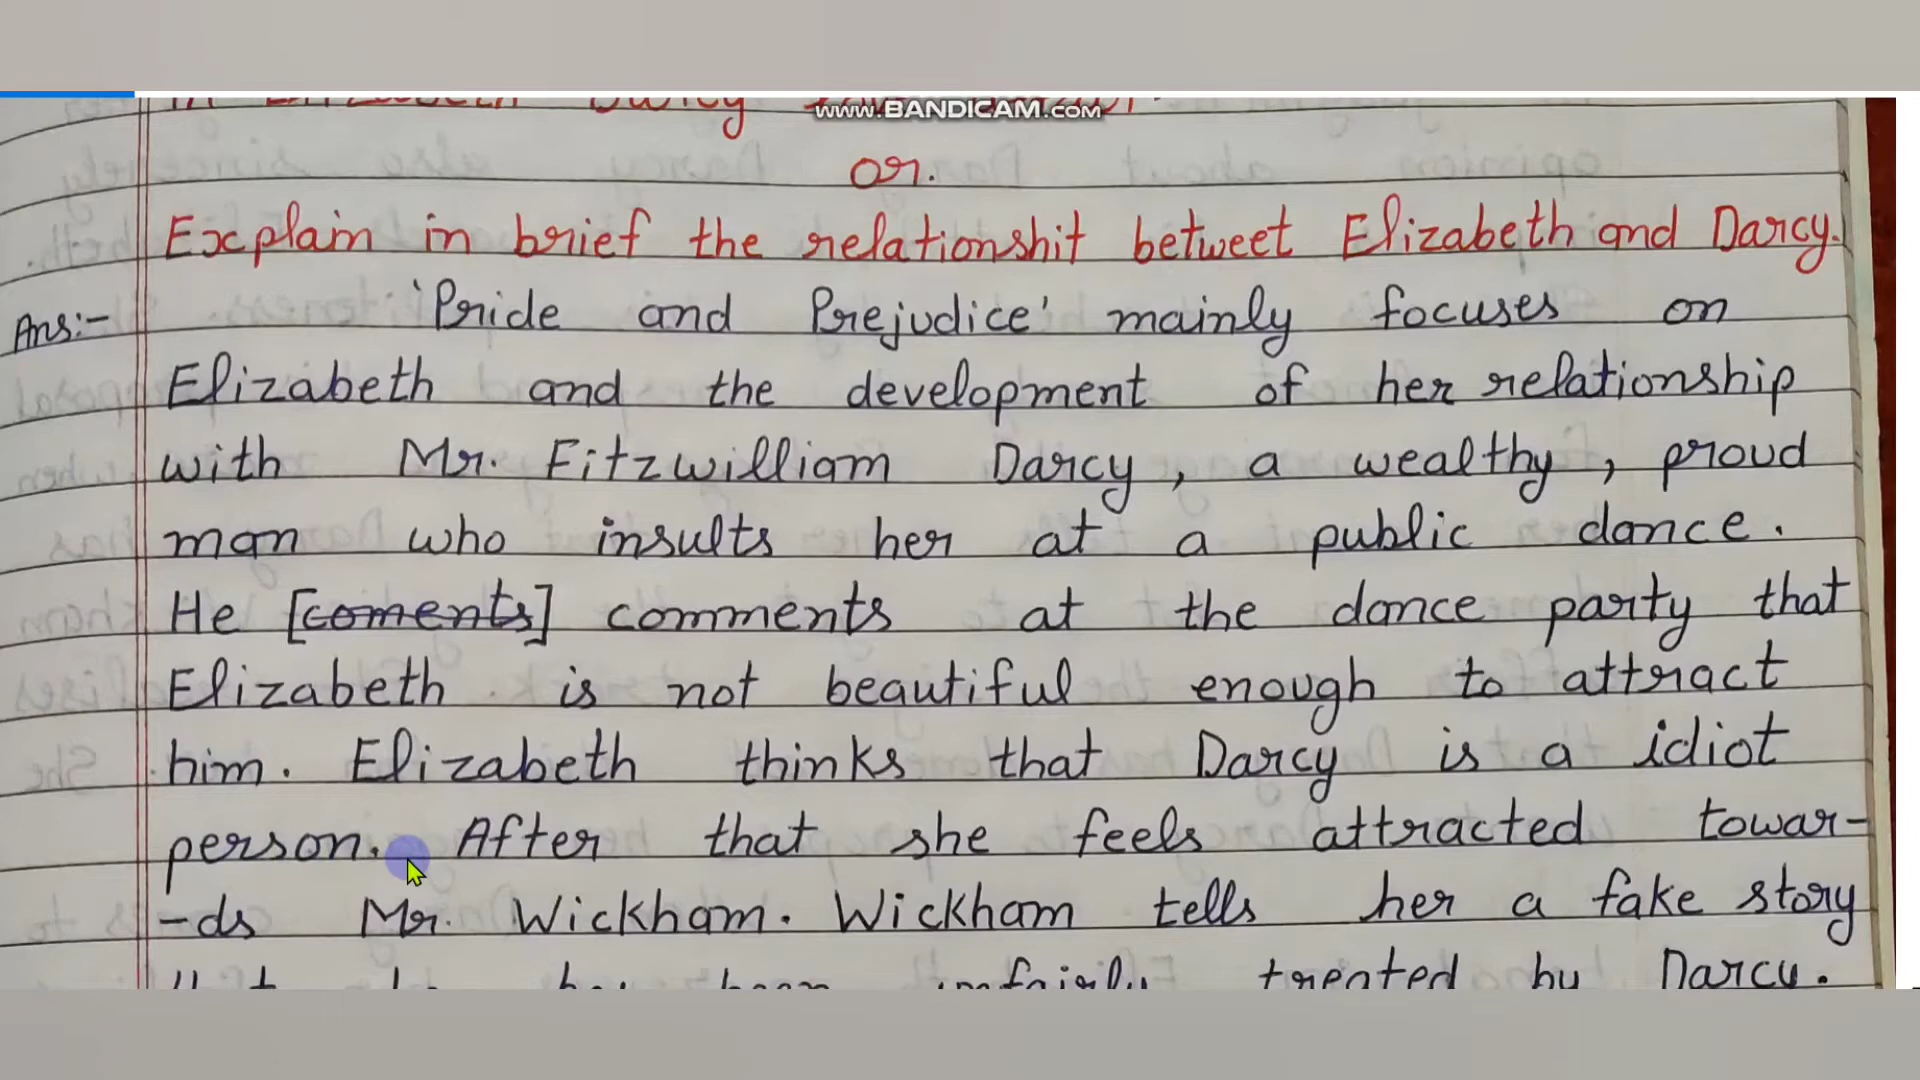 www.BANDICAM.COM
or.
Explain in brief the relationshit betweet Elizabeth and Darcy.
Ans:- 'Pride and Prejudice' mainly focuses on
Elizabeth and the development of her relationship
with Mr. Fitzwilliam Darcy, a wealthy, proud
man who insults her at a public dance.
He [coments] comments at the dance party that
Elizabeth is not beautiful enough to attract
him. Elizabeth thinks that Darcy is a idiot
person. After that she feels attracted towar-
-ds Mr. Wickham. Wickham tells her a fake story
treated by Darcy.